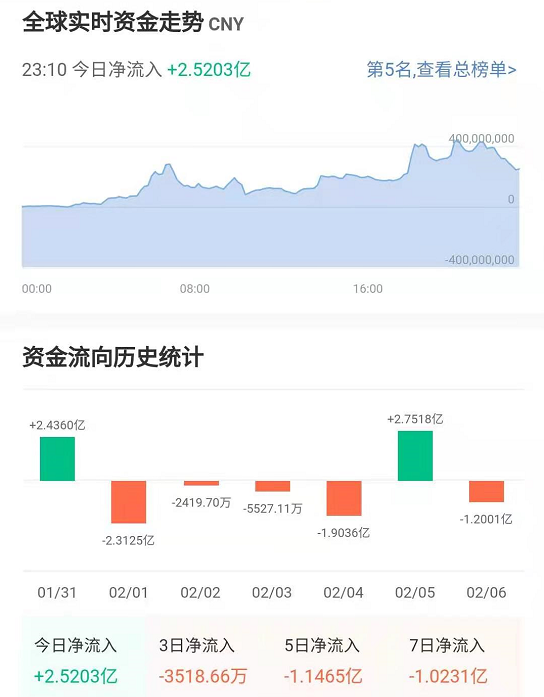 全球实时资金走势 CNY
23:10 今日净流入 +2.5203亿 第5名,查看总榜单>
400,000,000
0
-400,000,000
00:00 08:00 16:00
资金流向历史统计
+2.4360亿 -2.3125亿 -2419.70万 -5527.11万 -1.9036亿 +2.7518亿 -1.2001亿
01/31 02/01 02/02 02/03 02/04 02/05 02/06
今日净流入 3日净流入 5日净流入 7日净流入
+2.5203亿 -3518.66万 -1.1465亿 -1.0231亿